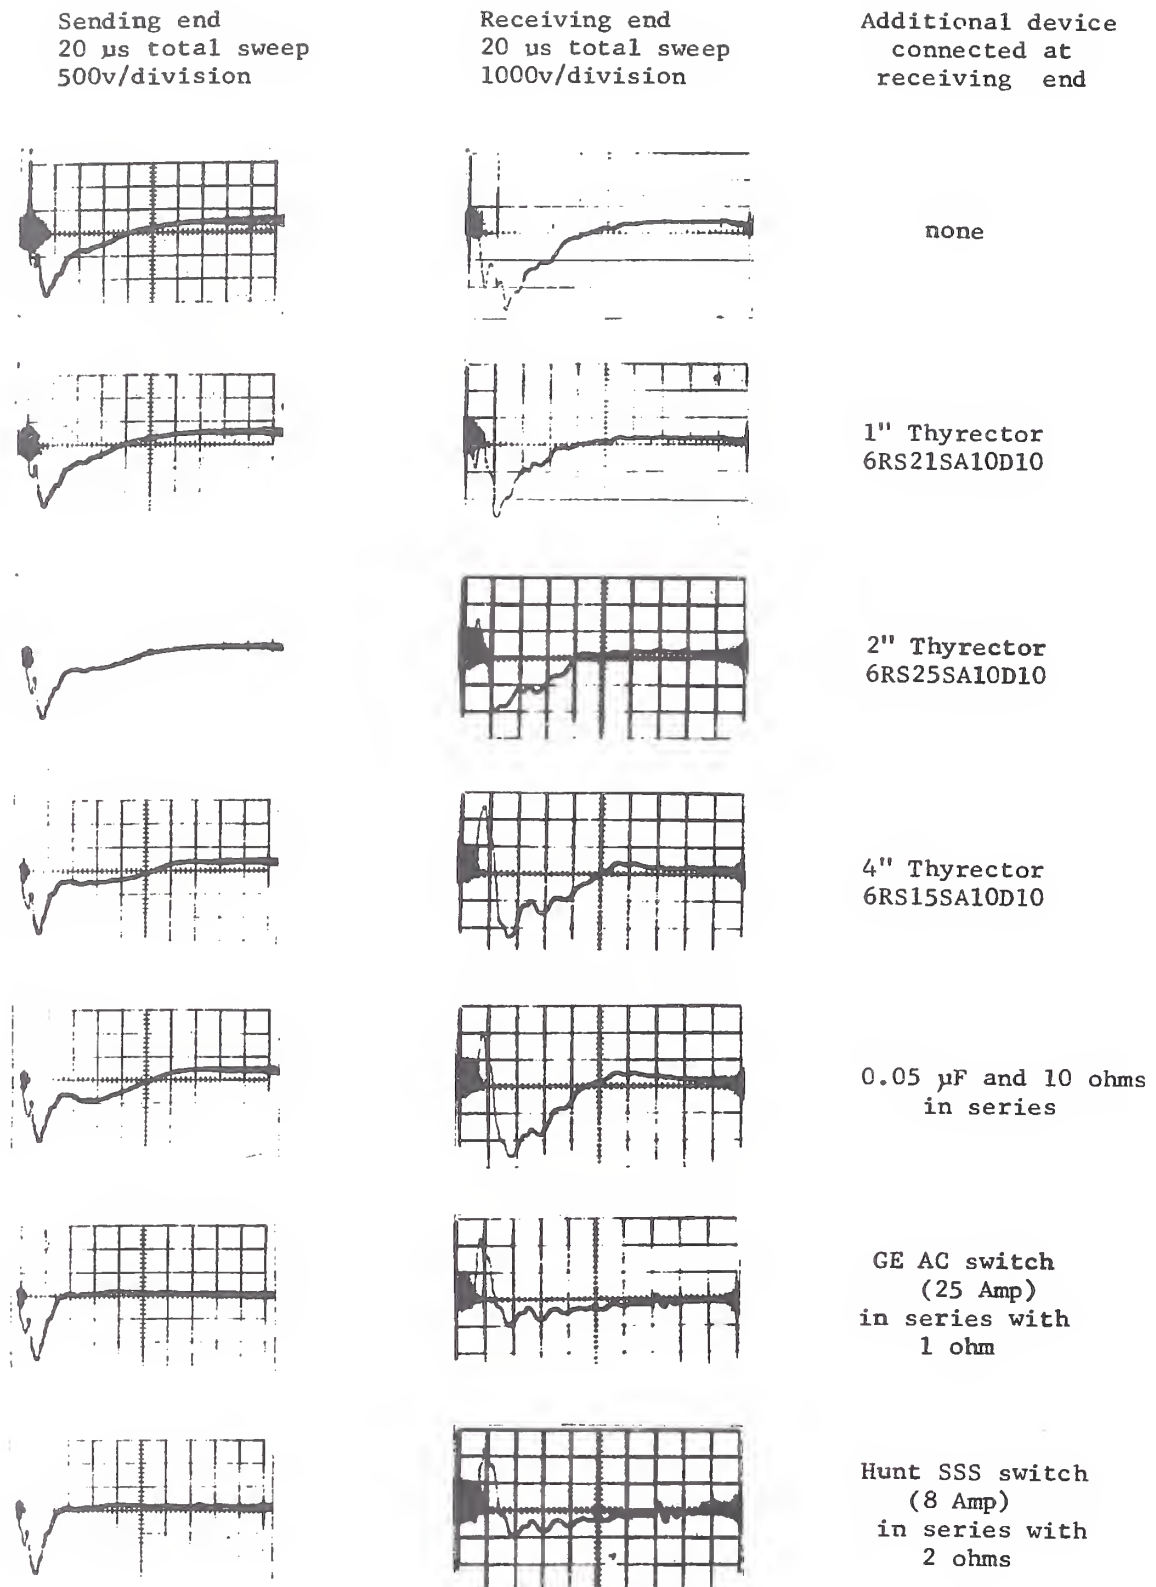 Sending end
20 µs total sweep
500v/division
Receiving end
20 µs total sweep
1000v/division
Additional device
connected at
receiving end
none
1" Thyrector
6RS21SA10D10
2" Thyrector
6RS25SA10D10
4" Thyrector
6RS15SA10D10
0.05 µF and 10 ohms
in series
GE AC switch
(25 Amp)
in series with
1 ohm
Hunt SSS switch
(8 Amp)
in series with
2 ohms